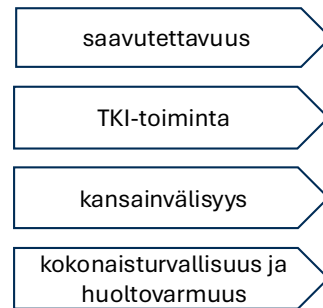 saavutettavuus
TKI-toiminta
kansainvälisyys
kokonaisturvallisuus ja
huoltovarmuus